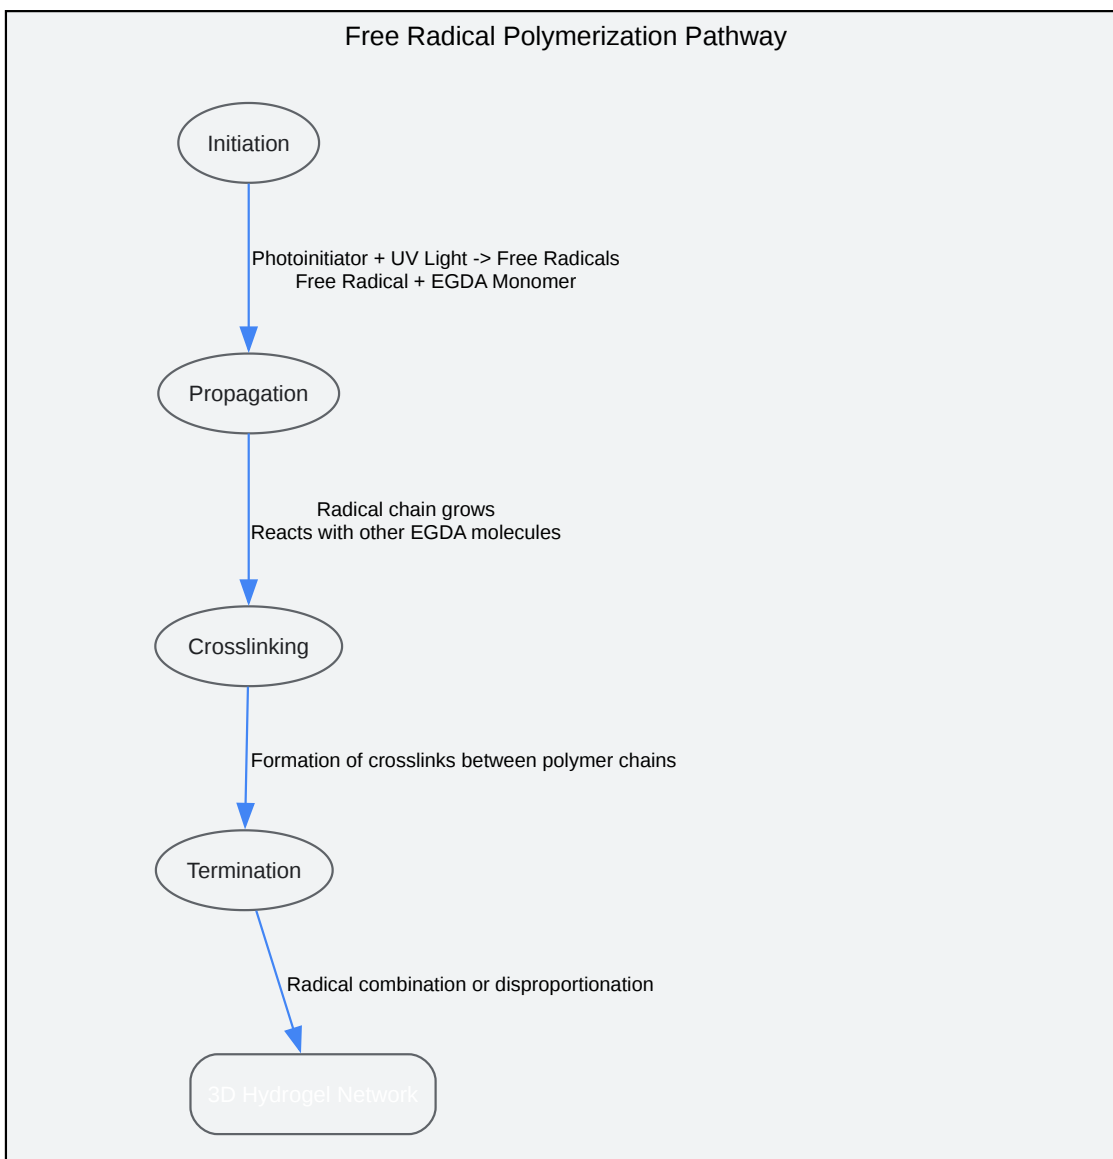 Free Radical Polymerization Pathway
Initiation
Photoinitiator + UV Light -> Free Radicals
Free Radical + EGDA Monomer
Propagation
Radical chain grows
Reacts with other EGDA molecules
Crosslinking
Formation of crosslinks between polymer chains
Termination
Radical combination or disproportionation
3D Hydrogel Network